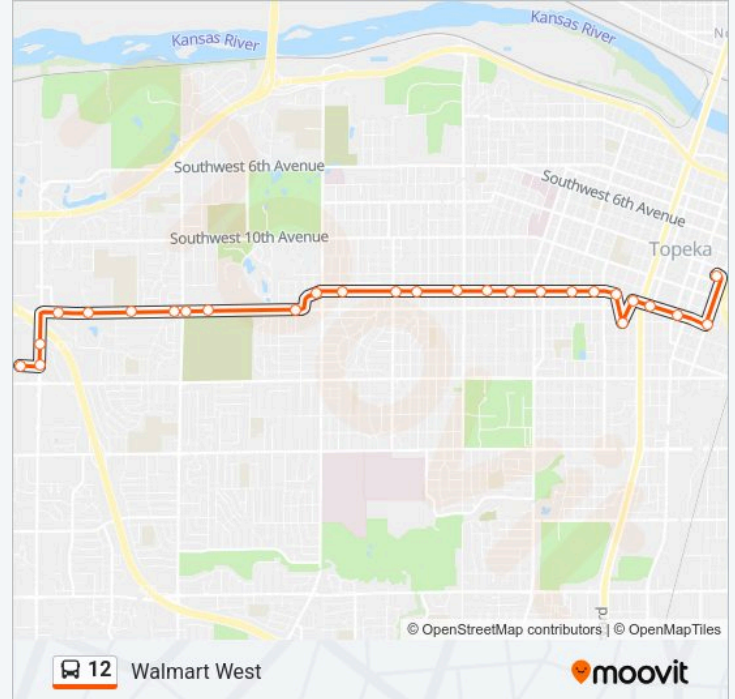 Kansas River
Kansas River
Southwest 6th Avenue
Southwest 6th Avenue
Southwest 10th Avenue
Topeka
© OpenStreetMap contributors | © OpenMapTiles
12 Walmart West
moovit